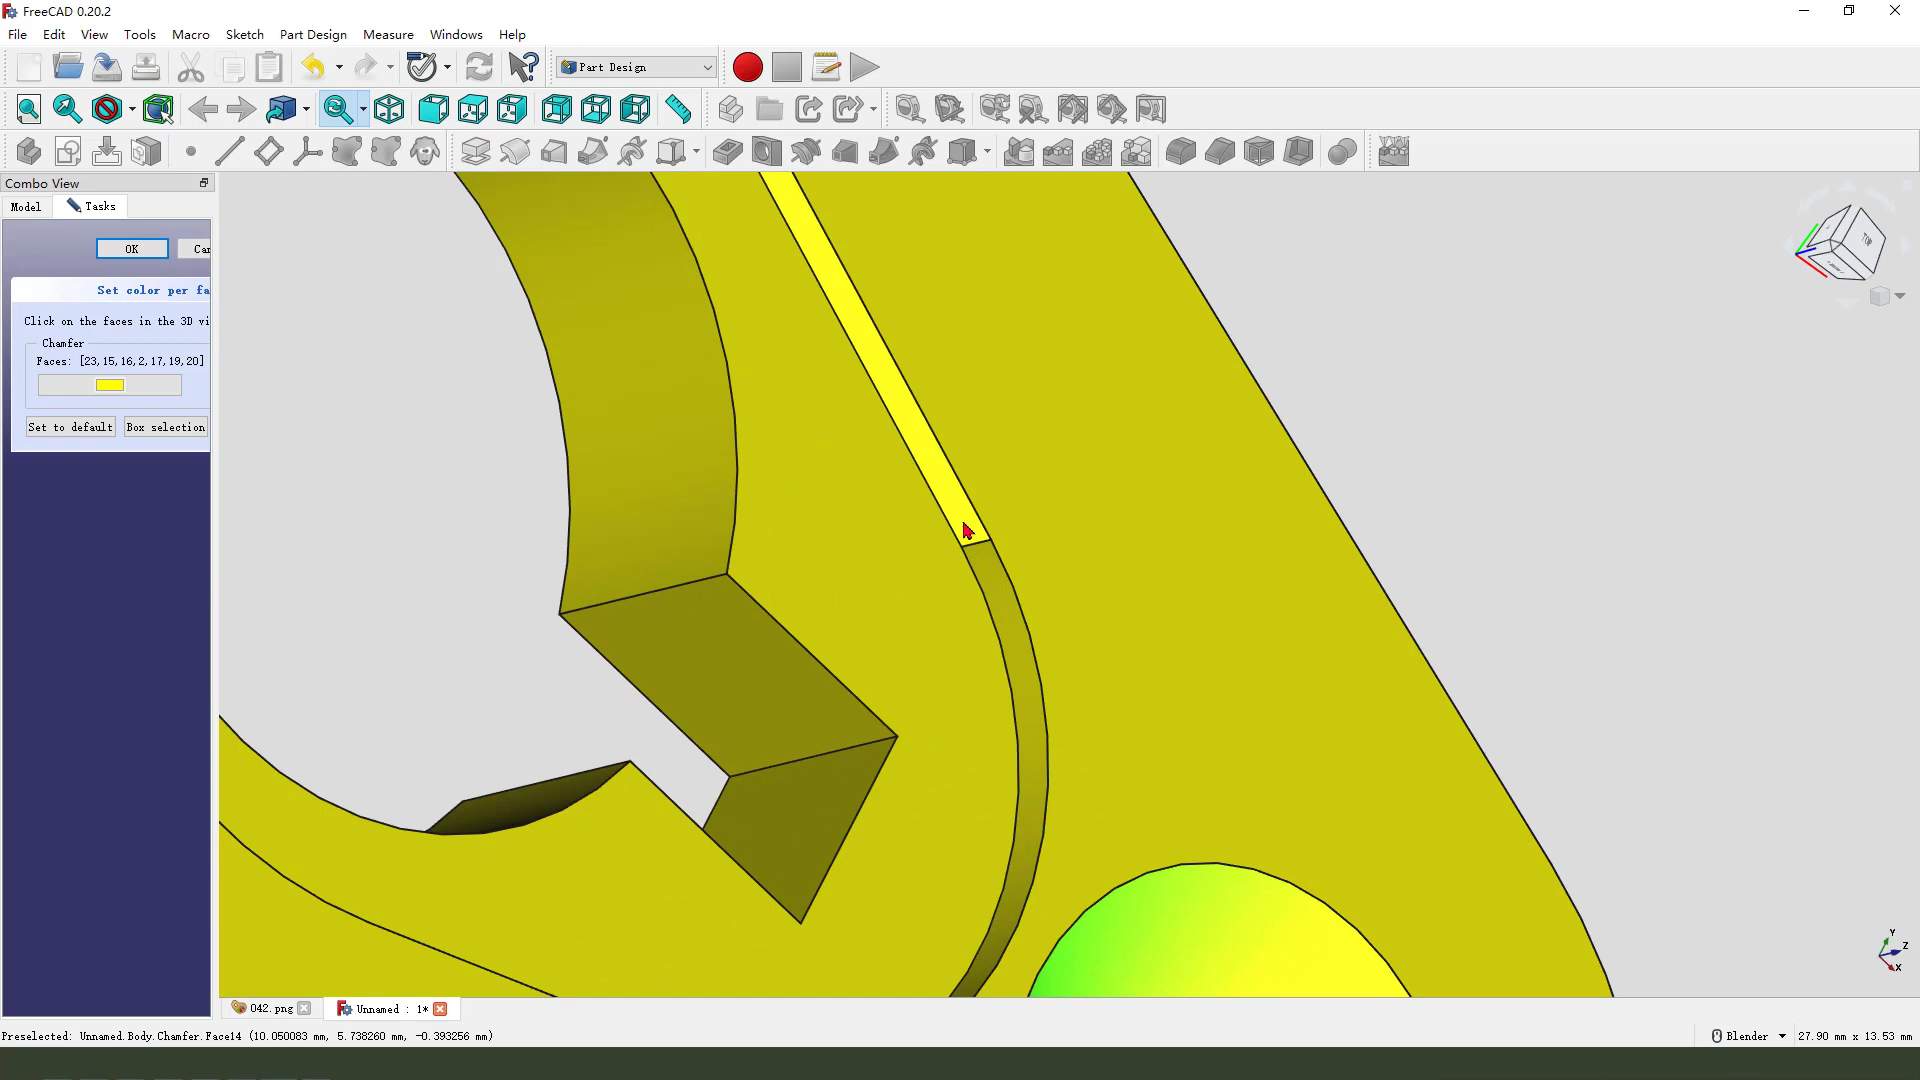 FreeCAD 0.20.2
File Edit View Tools Macro Sketch Part Design Measure Windows Help
Part Design
Combo View
Model Tasks
OK Can
Set color per fa
Click on the faces in the 3D vi
Chamfer
Faces: [23,15,16,2,17,19,20]
Set to default Box selection
TOP
Y
Z
X
042.png Unnamed : 1*
Preselected: Unnamed.Body.Chamfer.Face14 (10.050083 mm, 5.738260 mm, -0.393256 mm)
Blender 27.90 mm x 13.53 mm